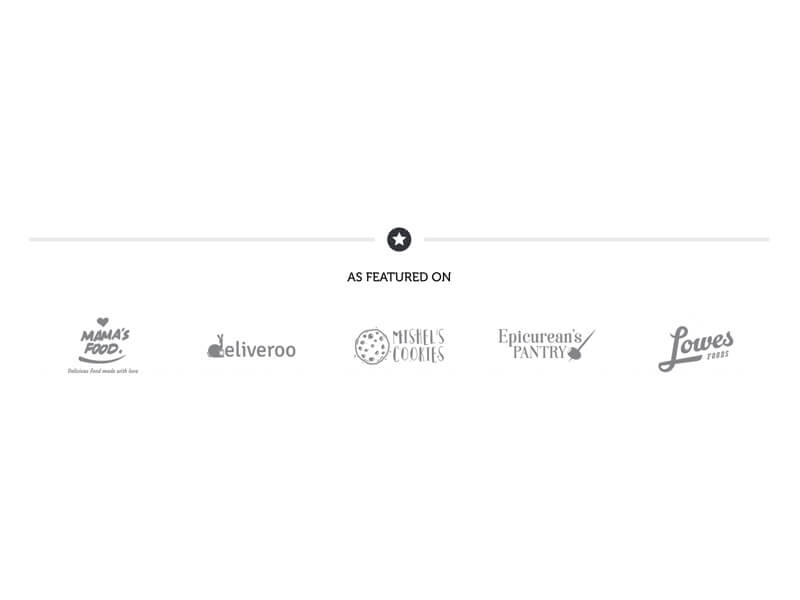 AS FEATURED ON
MAMA'S
FOOD.
Delicious food made with love
deliveroo
MISHEL'S
COOKIES
Epicurean's
PANTRY
Lowes
FOODS